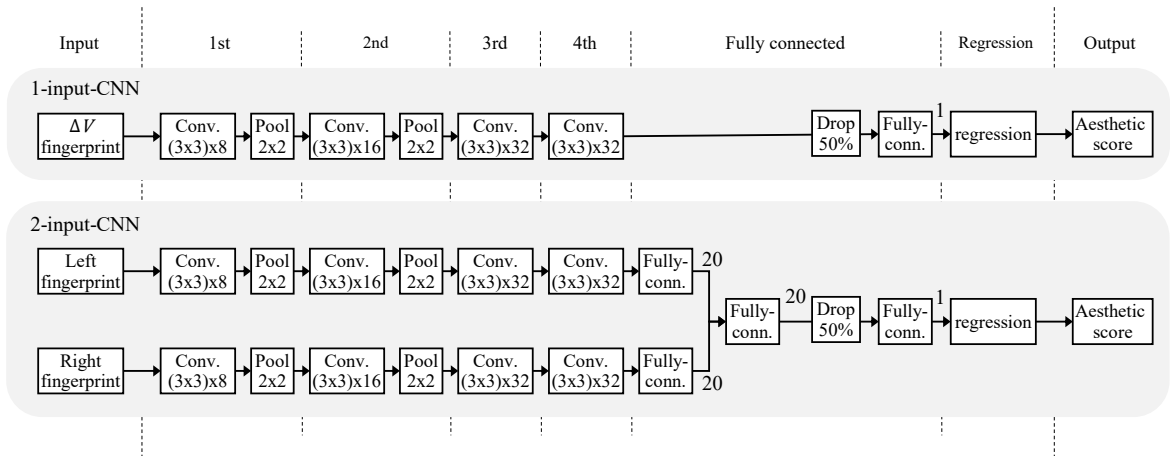 Input 1st 2nd 3rd 4th Fully connected Regression Output
1-input-CNN
ΔV
fingerprint
Conv.
(3x3)x8
Pool
2x2
Conv.
(3x3)x16
Pool
2x2
Conv.
(3x3)x32
Conv.
(3x3)x32
Drop
50%
Fully-
conn.
1
regression
Aesthetic
score
2-input-CNN
Left
fingerprint
Conv.
(3x3)x8
Pool
2x2
Conv.
(3x3)x16
Pool
2x2
Conv.
(3x3)x32
Conv.
(3x3)x32
Fully-
conn.
20
Fully-
conn.
20
Drop
50%
Fully-
conn.
1
regression
Aesthetic
score
Right
fingerprint
Conv.
(3x3)x8
Pool
2x2
Conv.
(3x3)x16
Pool
2x2
Conv.
(3x3)x32
Conv.
(3x3)x32
Fully-
conn.
20